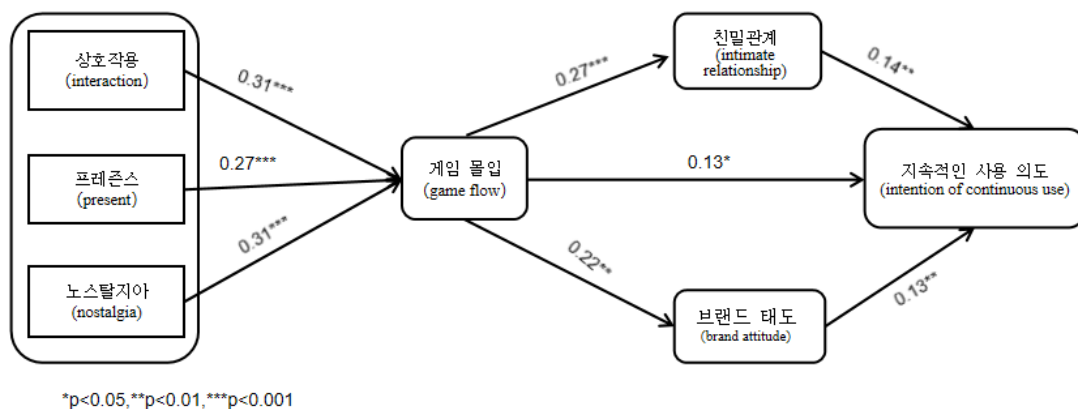 상호작용
(interaction)
0.31***
프레즌스
(present)
0.27***
노스탈지아
(nostalgia)
0.31***
게임 몰입
(game flow)
0.27***
친밀관계
(intimate
relationship)
0.14**
0.13*
지속적인 사용 의도
(intention of continuous use)
0.22**
브랜드 태도
(brand attitude)
0.13**
*p<0.05,**p<0.01,***p<0.001